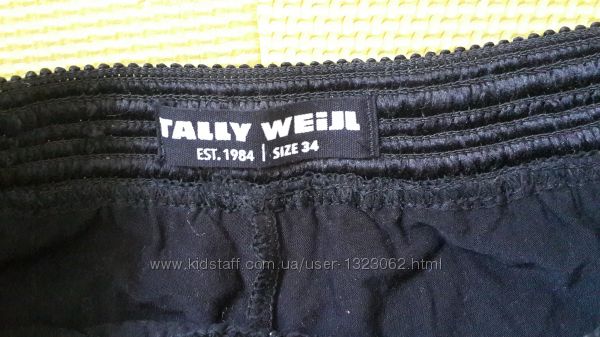 TALLY WEiJL
EST. 1984 | SIZE 34
www.kidstaff.com.ua/user-1323062.html